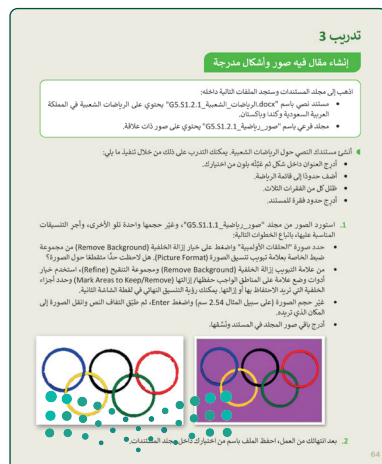 تدريب 3
إنشاء مقال فيه صور وأشكال مدرجة
اذهب إلى مجلد المستندات وستجد الملفات التالية داخله:
• مستند نصي باسم "G5.S1.2.1_الرياضات_الشعبية.docx" يحتوي على الرياضات الشعبية في المملكة
العربية السعودية وكندا وباكستان.
• مجلد فرعي باسم "G5.S1.2.1_صور_رياضية" يحتوي على صور ذات علاقة.
أنشئ مستندك النصي حول الرياضات الشعبية. يمكنك التدرب على ذلك من خلال تنفيذ ما يلي:
• أدرج العنوان داخل شكل ثم عَبِّئْه بلون من اختيارك.
• أضف حدودًا إلى قائمة الرياضة.
• ظلل كل من الفقرات الثلاث.
• أدرج حدود فقرة للمستند.
1. استورد الصور من مجلد "G5.S1.1.1_صور_رياضية"، وغيّر حجمها واحدة تلو الأخرى، وأجرِ التنسيقات
المناسبة عليها، باتباع الخطوات التالية:
• حدد صورة "الحلقات الأولمبية" واضغط على خيار إزالة الخلفية (Remove Background) من مجموعة
ضبط الخاصة بعلامة تبويب تنسيق الصورة (Picture Format). هل لاحظت حدًّا متقطعًا حول الصورة؟
• من علامة التبويب إزالة الخلفية (Remove Background) ومجموعة التنقيح (Refine)، استخدم خيار
أدوات وضع علامة على المناطق الواجب حفظها/ إزالتها (Mark Areas to Keep/Remove) وحدد أجزاء
الخلفية التي تريد الاحتفاظ بها أو إزالتها. يمكنك رؤية التنسيق النهائي في لقطة الشاشة الثانية.
• غيّر حجم الصورة (على سبيل المثال 2.54 سم) واضغط Enter، ثم طبّق التفاف النص وانقل الصورة إلى
المكان الذي تريده.
• أدرج باقي صور المجلد في المستند ونسّقها.
2. بعد انتهائك من العمل، احفظ الملف باسم من اختيارك داخل مجلد المستندات.
64